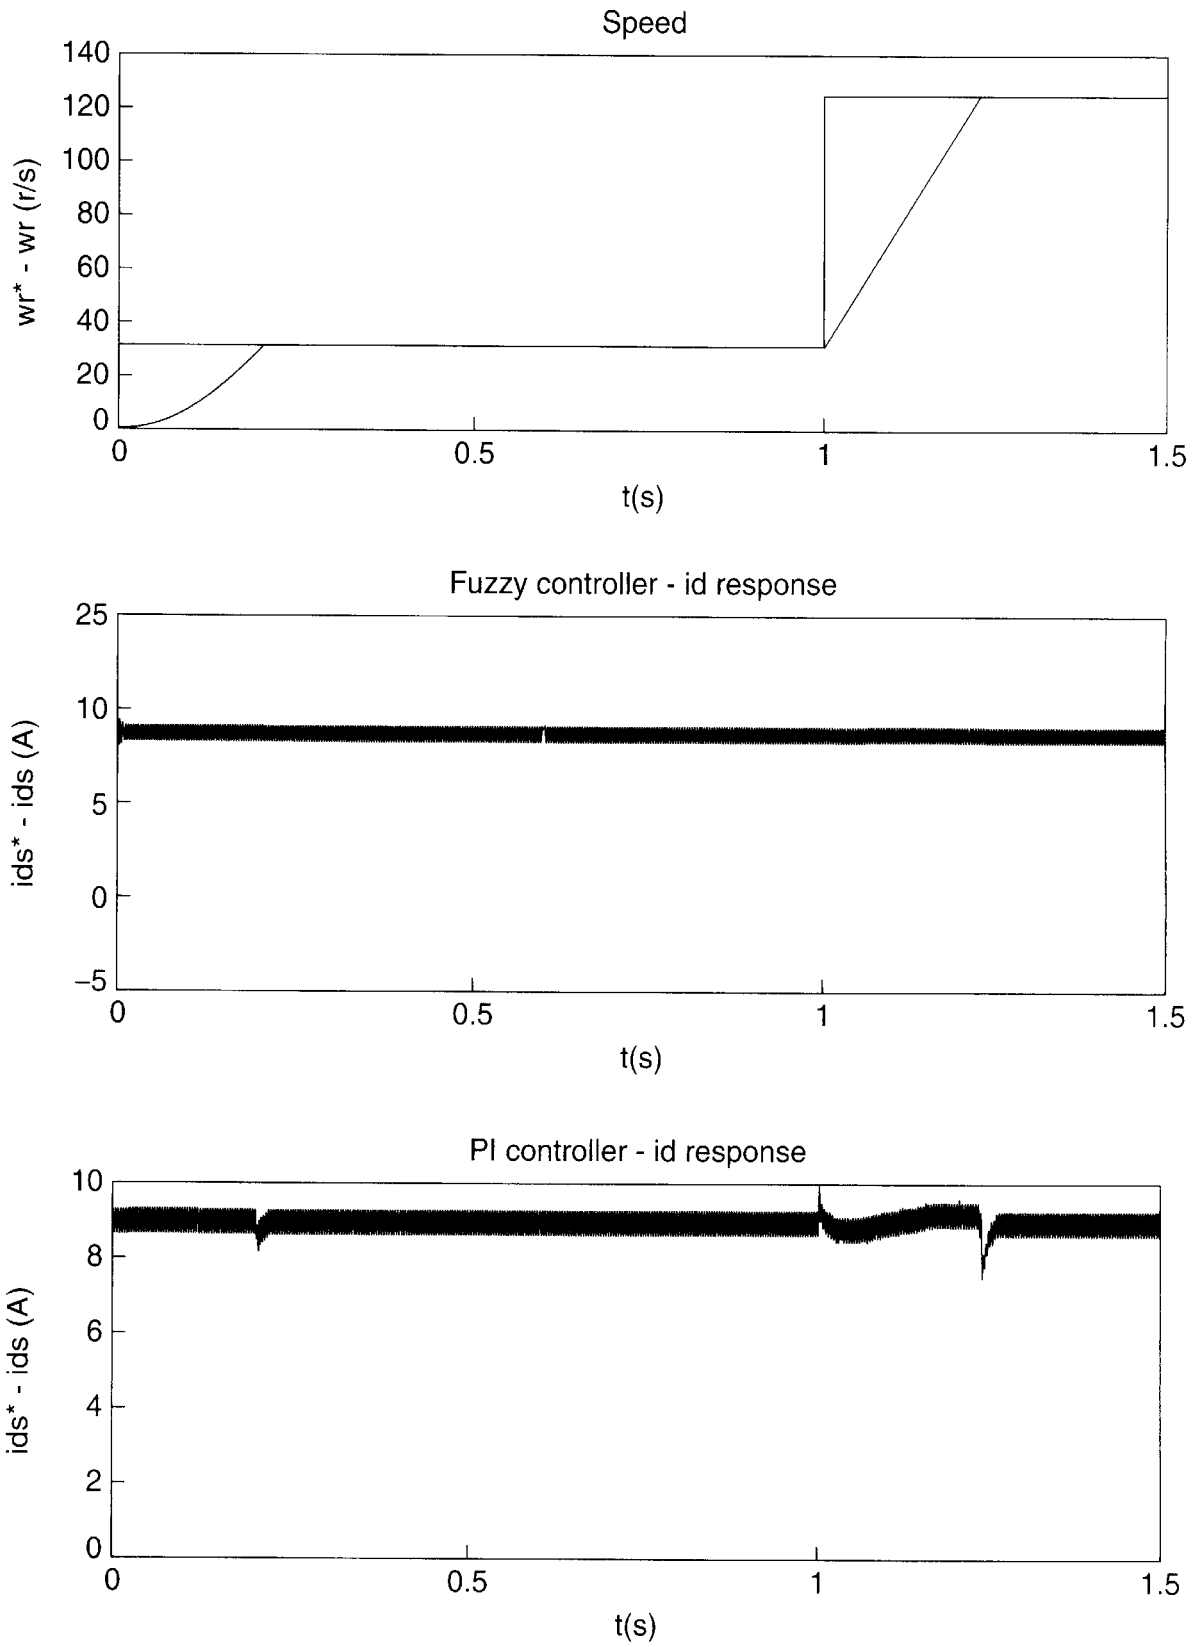 Speed
140
120
100
80
60
40
20
0
wr* - wr (r/s)
0 0.5 1 1.5
t(s)
Fuzzy controller - id response
25
10
5
0
–5
ids* - ids (A)
0 0.5 1 1.5
t(s)
PI controller - id response
10
8
6
4
2
0
ids* - ids (A)
0 0.5 1 1.5
t(s)